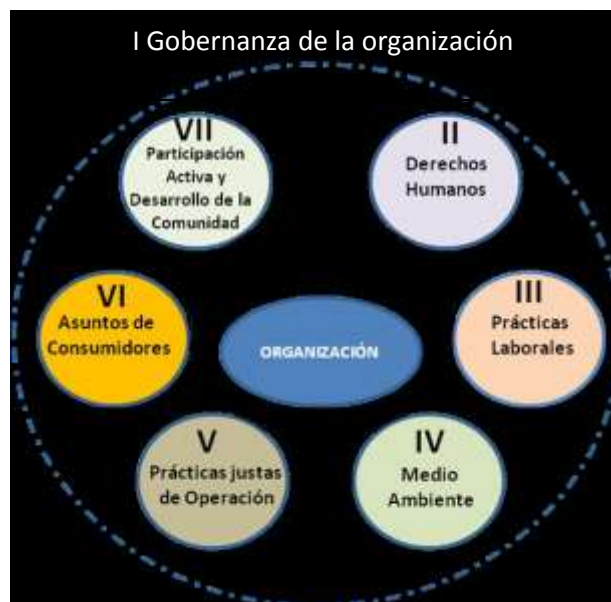 I Gobernanza de la organización
VII
Participación
Activa y
Desarrollo de la
Comunidad
II
Derechos
Humanos
VI
Asuntos de
Consumidores
ORGANIZACIÓN
III
Prácticas
Laborales
V
Prácticas justas
de Operación
IV
Medio
Ambiente